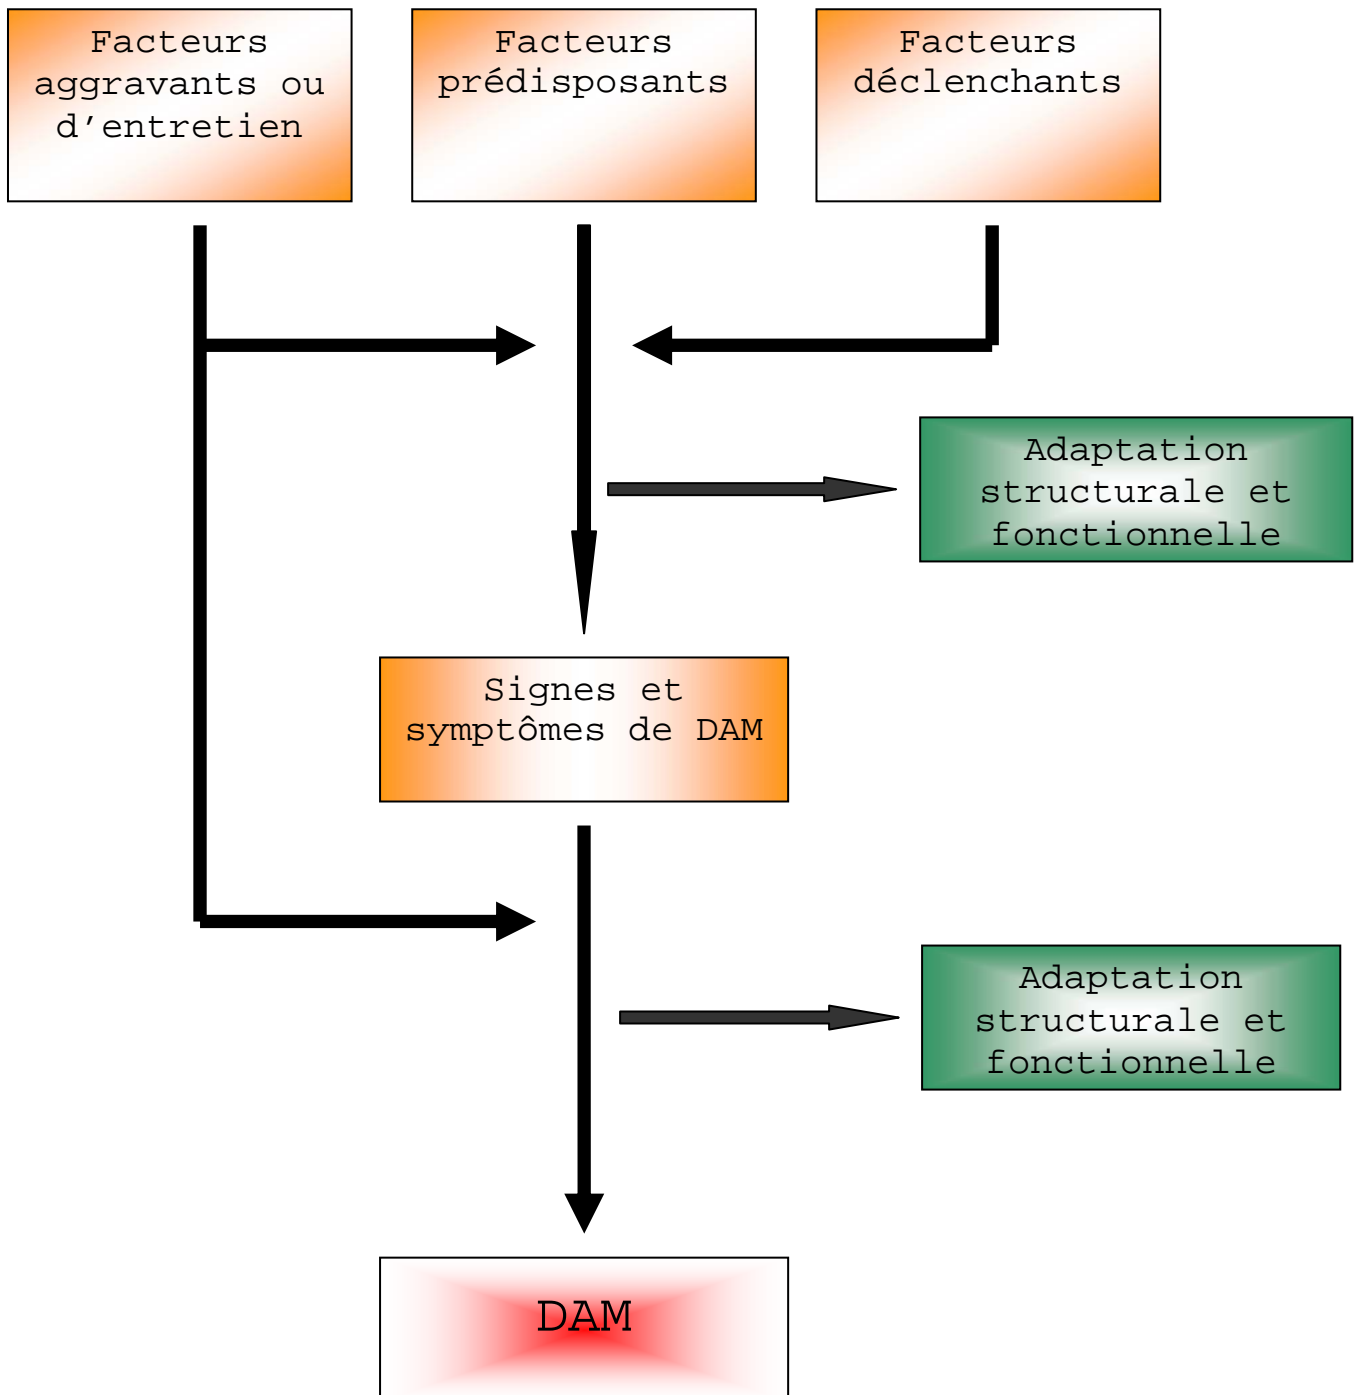 Facteurs
aggravants ou
d'entretien
Facteurs
prédisposants
Facteurs
déclenchants
Adaptation
structurale et
fonctionnelle
Signes et
symptômes de DAM
Adaptation
structurale et
fonctionnelle
DAM